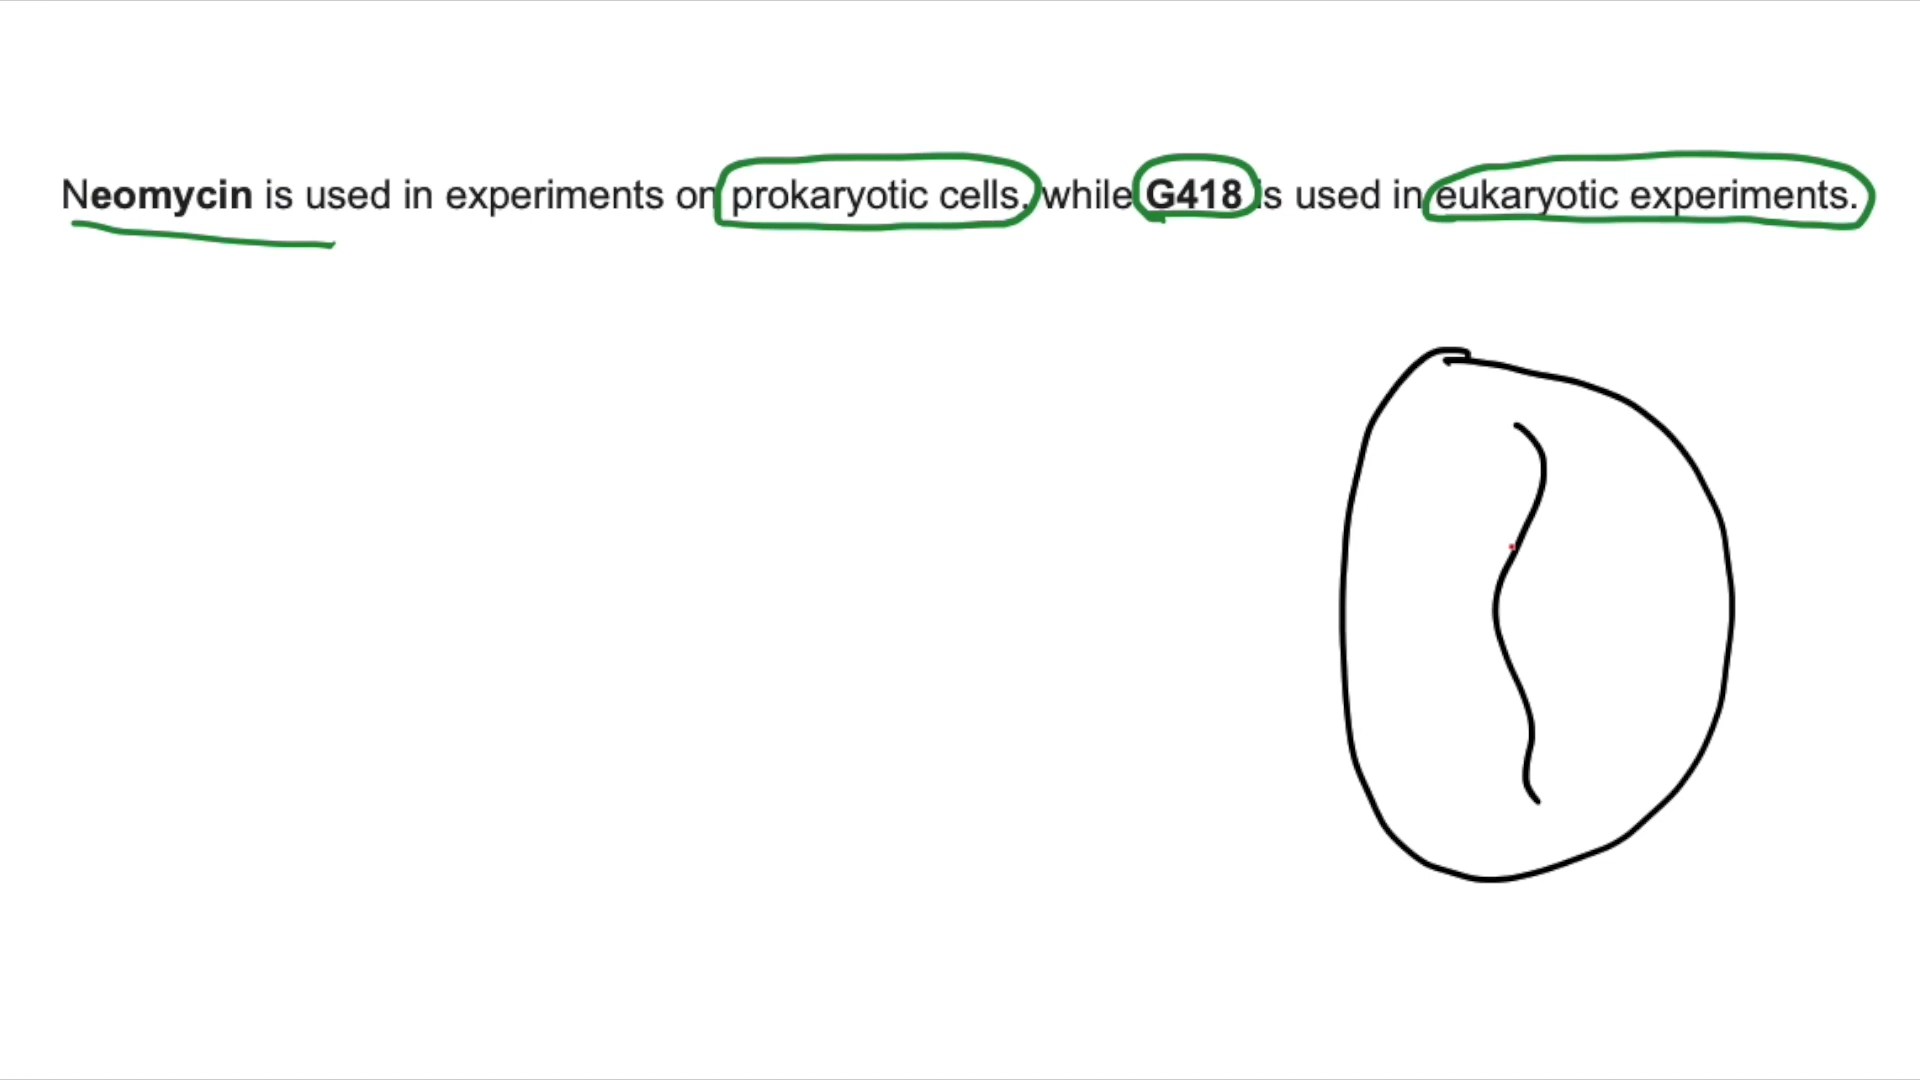 Neomycin is used in experiments on prokaryotic cells, while G418 is used in eukaryotic experiments.